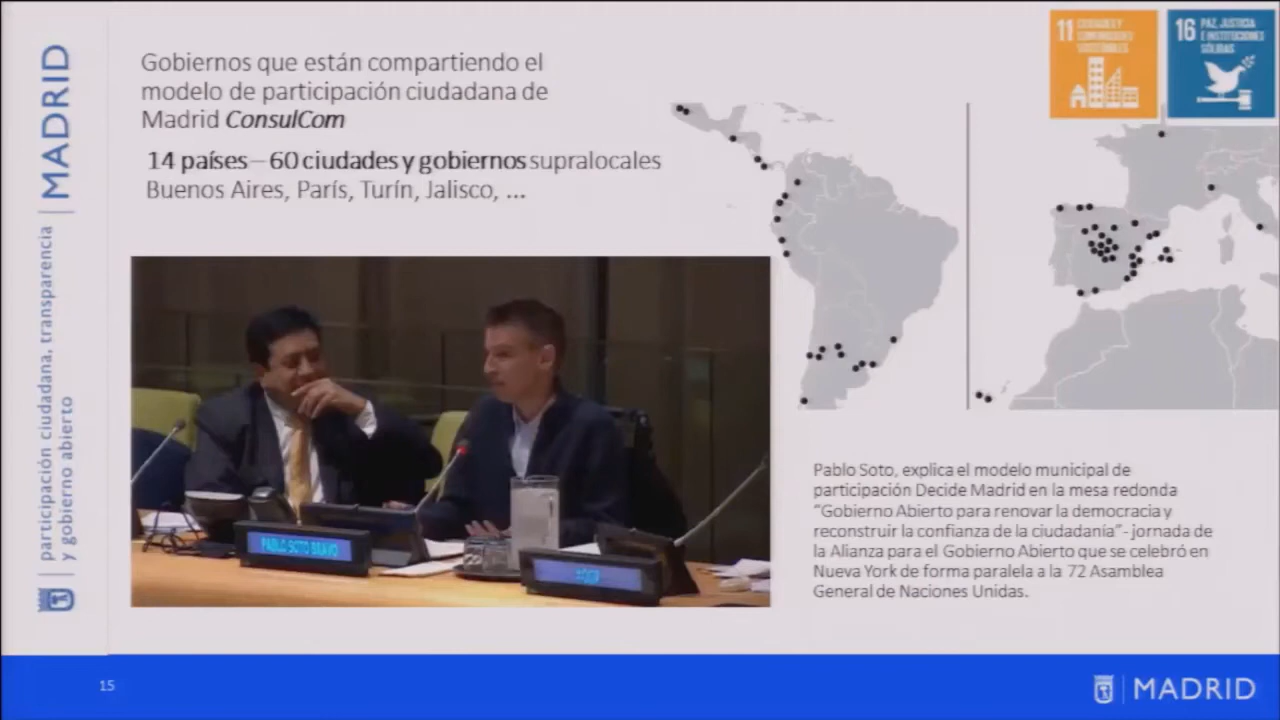 MADRID
participación ciudadana, transparencia
y gobierno abierto
Gobiernos que están compartiendo el
modelo de participación ciudadana de
Madrid ConsulCom
14 países – 60 ciudades y gobiernos supralocales
Buenos Aires, París, Turín, Jalisco, ...
11 CIUDADES Y
COMUNIDADES
SOSTENIBLES
16 PAZ, JUSTICIA
E INSTITUCIONES
SÓLIDAS
PABLO SOTO BRAVO
Pablo Soto, explica el modelo municipal de
participación Decide Madrid en la mesa redonda
“Gobierno Abierto para renovar la democracia y
reconstruir la confianza de la ciudadanía”- jornada de
la Alianza para el Gobierno Abierto que se celebró en
Nueva York de forma paralela a la 72 Asamblea
General de Naciones Unidas.
15
MADRID